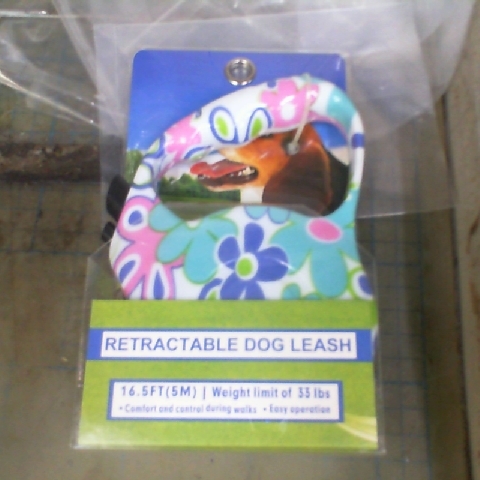 RETRACTABLE DOG LEASH
16.5FT(5M) | Weight limit of 33 lbs
• Comfort and control during walks • Easy operation